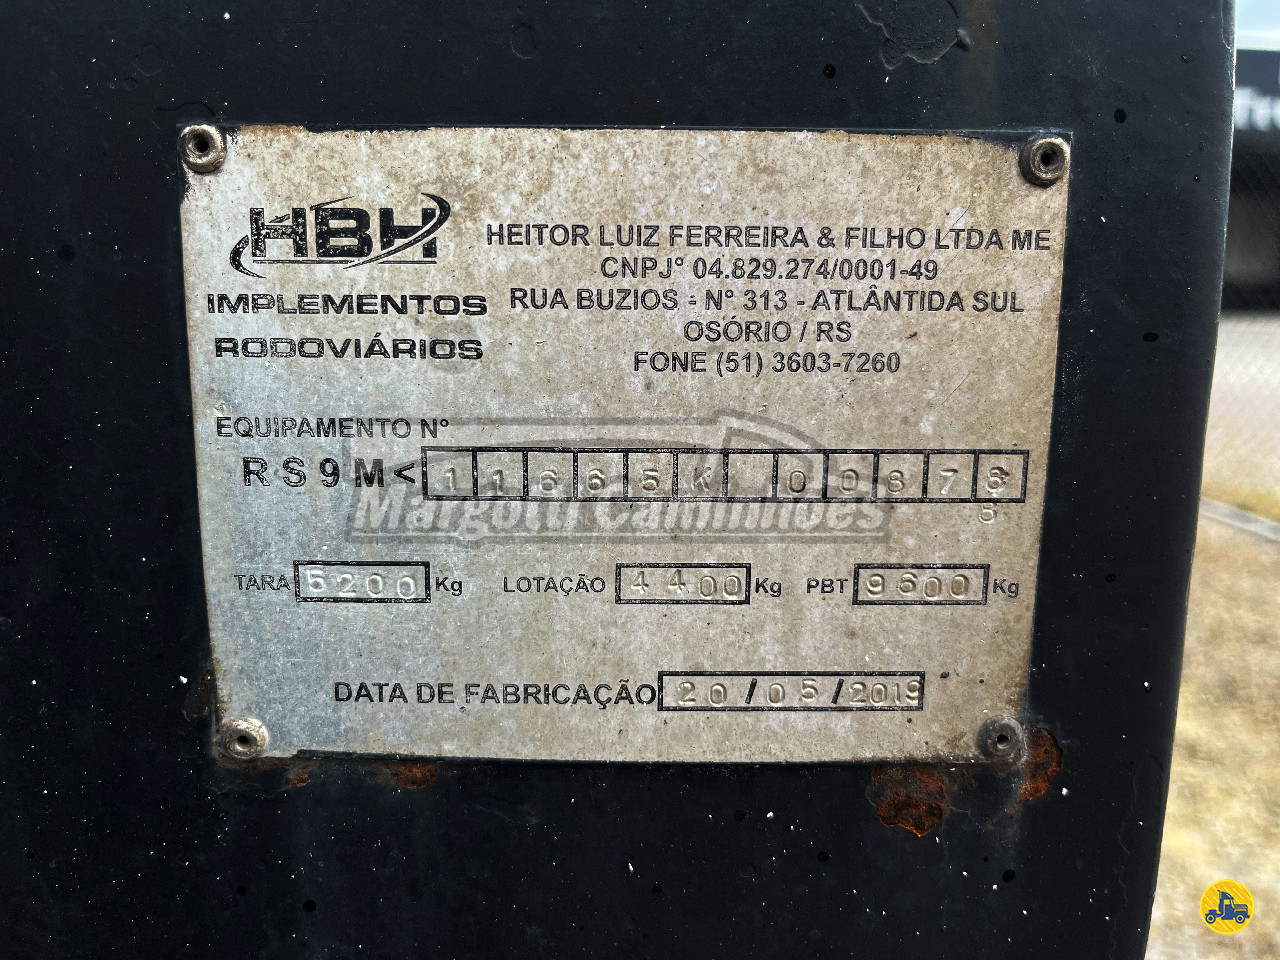 HBH
IMPLEMENTOS
RODOVIÁRIOS
HEITOR LUIZ FERREIRA & FILHO LTDA ME
CNPJ° 04.829.274/0001-49
RUA BUZIOS - N° 313 - ATLÂNTIDA SUL
OSÓRIO / RS
FONE (51) 3603-7260
EQUIPAMENTO N°
RS9M<
TARA 5200 Kg LOTAÇÃO 4400 Kg PBT 9600 Kg
DATA DE FABRICAÇÃO 20/05/2019
Margotti Caminhões